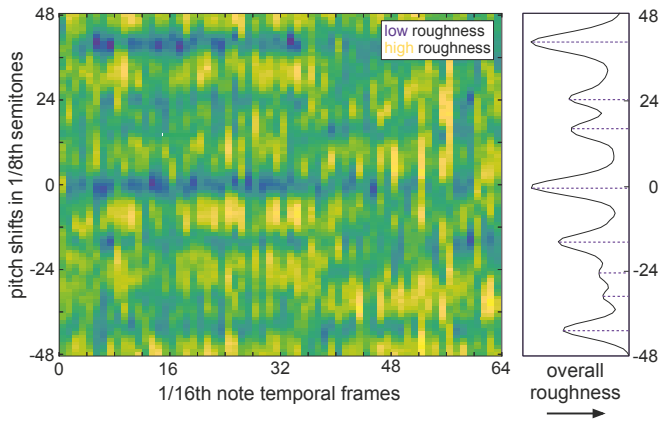 48
24
0
-24
-48
pitch shifts in 1/8th semitones
low roughness
high roughness
0
16
32
48
64
1/16th note temporal frames
48
24
0
-24
-48
overall
roughness